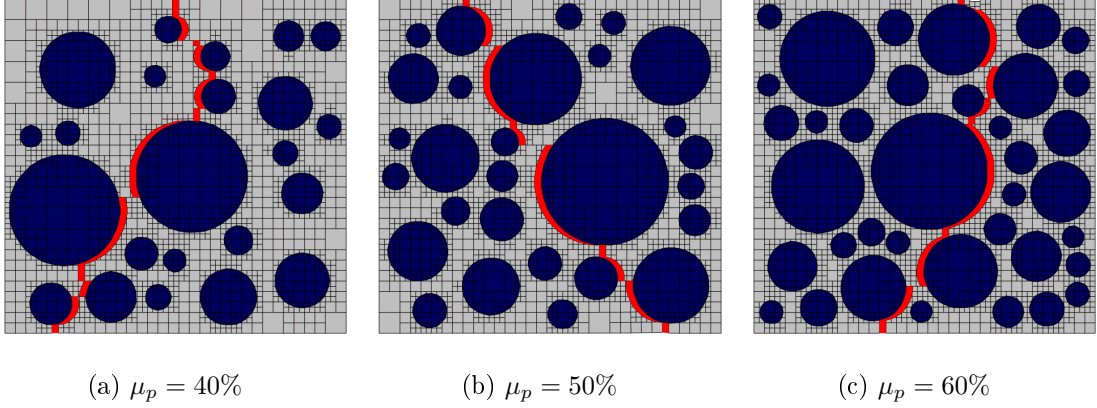 (a) μₚ = 40% (b) μₚ = 50% (c) μₚ = 60%